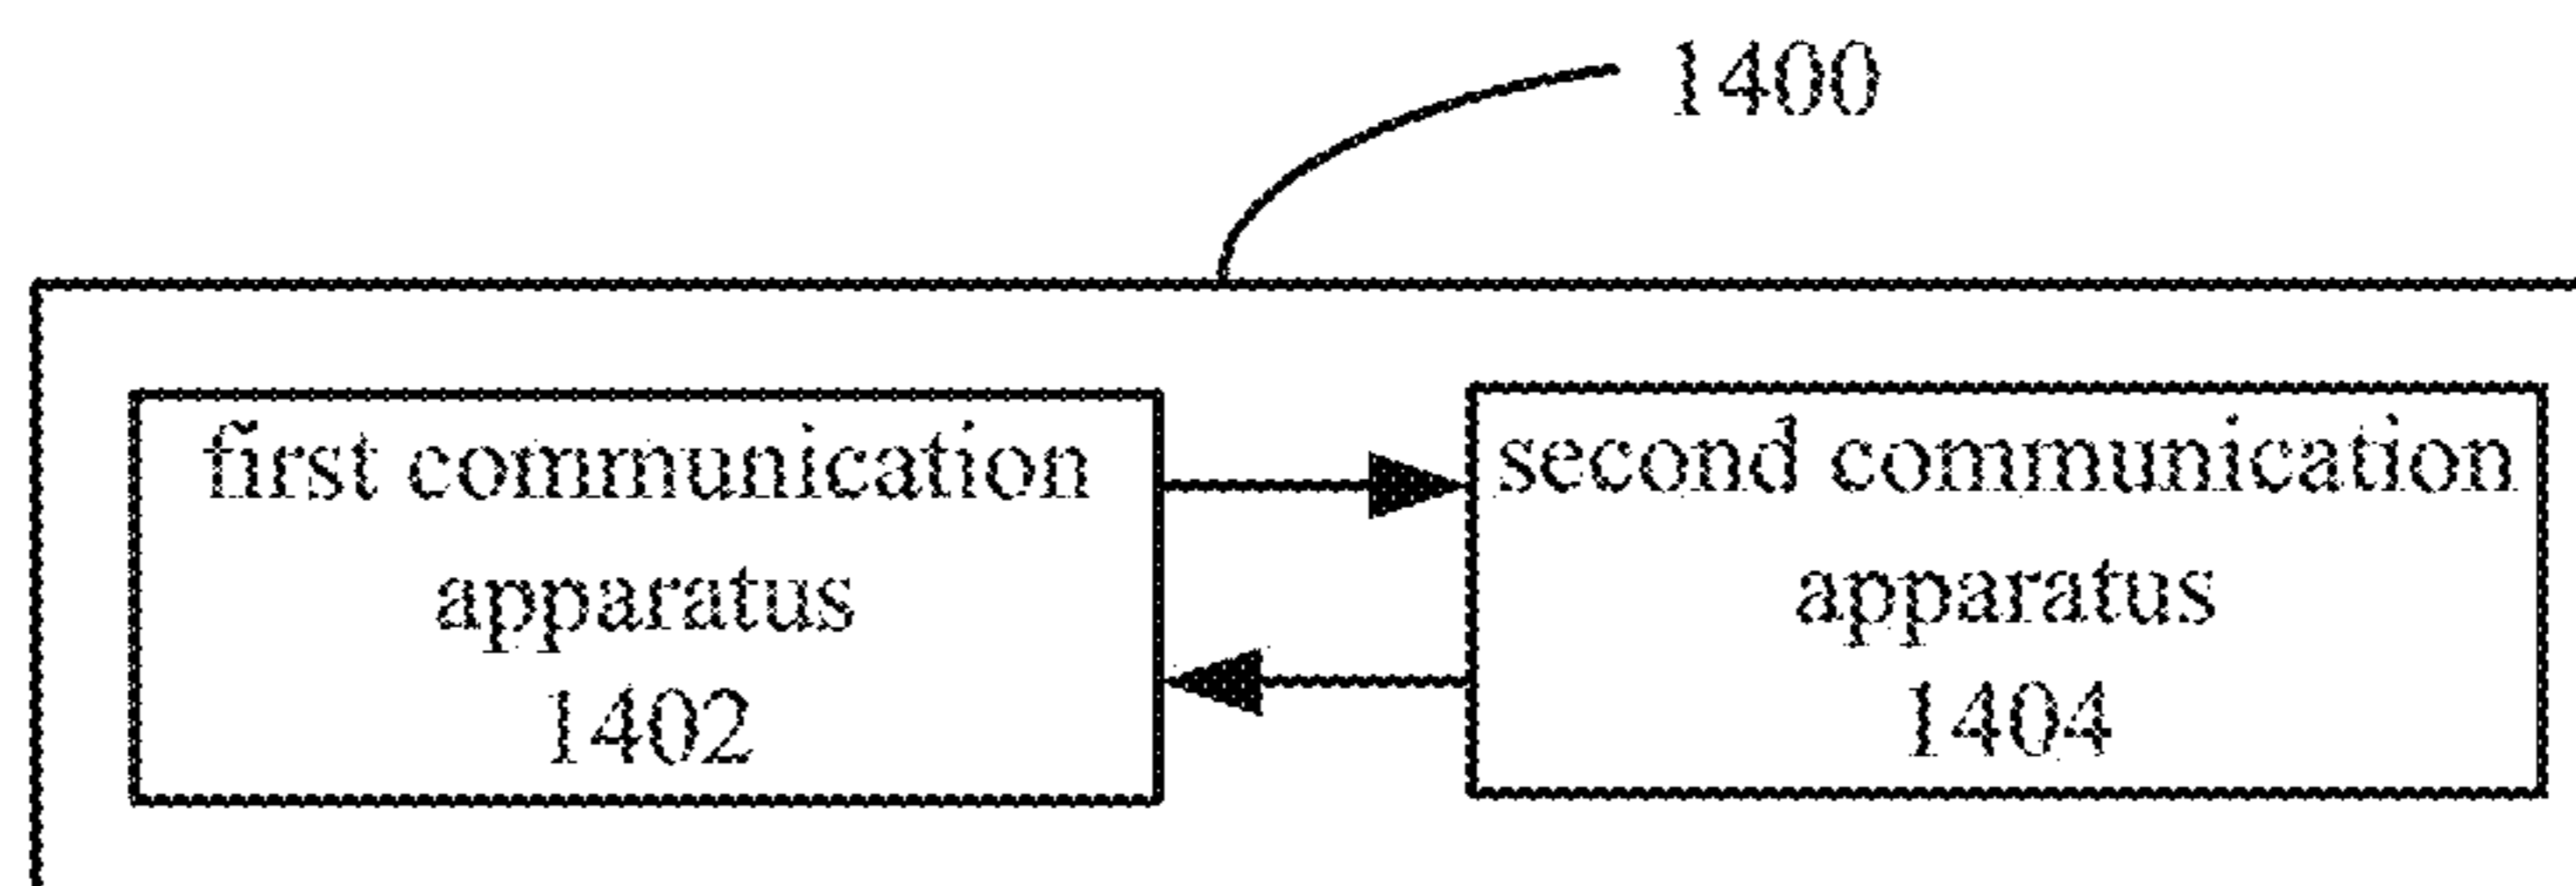 1400
first communication
apparatus
1402
second communication
apparatus
1404